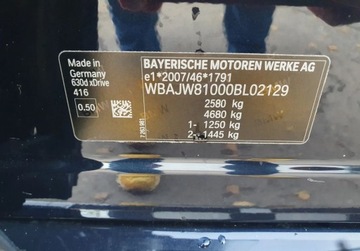 Made in
Germany
630d xDrive
416
0.50
BAYERISCHE MOTOREN WERKE AG
e1*2007/46*1791
WBAJW81000BL02129
2580 kg
4680 kg
1- 1250 kg
2- 1445 kg